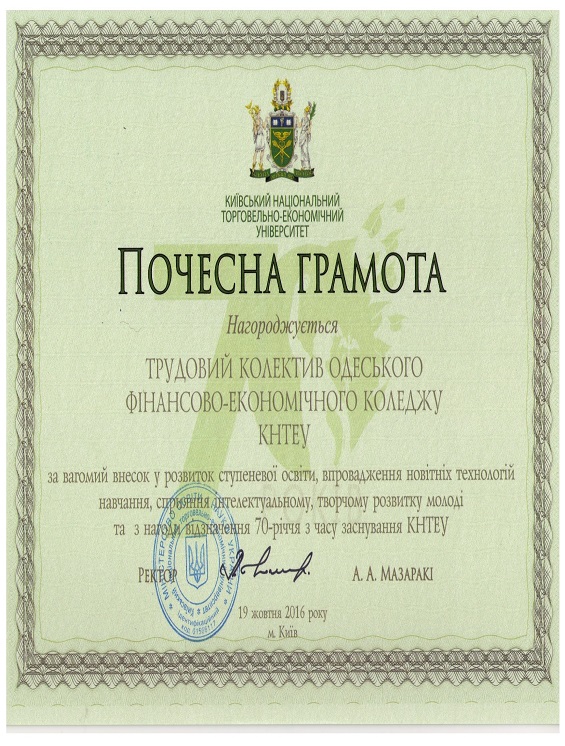 КИЇВСЬКИЙ НАЦІОНАЛЬНИЙ
ТОРГОВЕЛЬНО-ЕКОНОМІЧНИЙ
УНІВЕРСИТЕТ
ПОЧЕСНА ГРАМОТА
Нагороджується
ТРУДОВИЙ КОЛЕКТИВ ОДЕСЬКОГО
ФІНАНСОВО-ЕКОНОМІЧНОГО КОЛЕДЖУ
КНТЕУ
за вагомий внесок у розвиток ступеневої освіти, впровадження новітніх технологій
навчання, сприяння інтелектуальному, творчому розвитку молоді
та з нагоди відзначення 70-річчя з часу заснування КНТЕУ
РЕКТОР А. А. МАЗАРАКІ
19 жовтня 2016 року
м. Київ